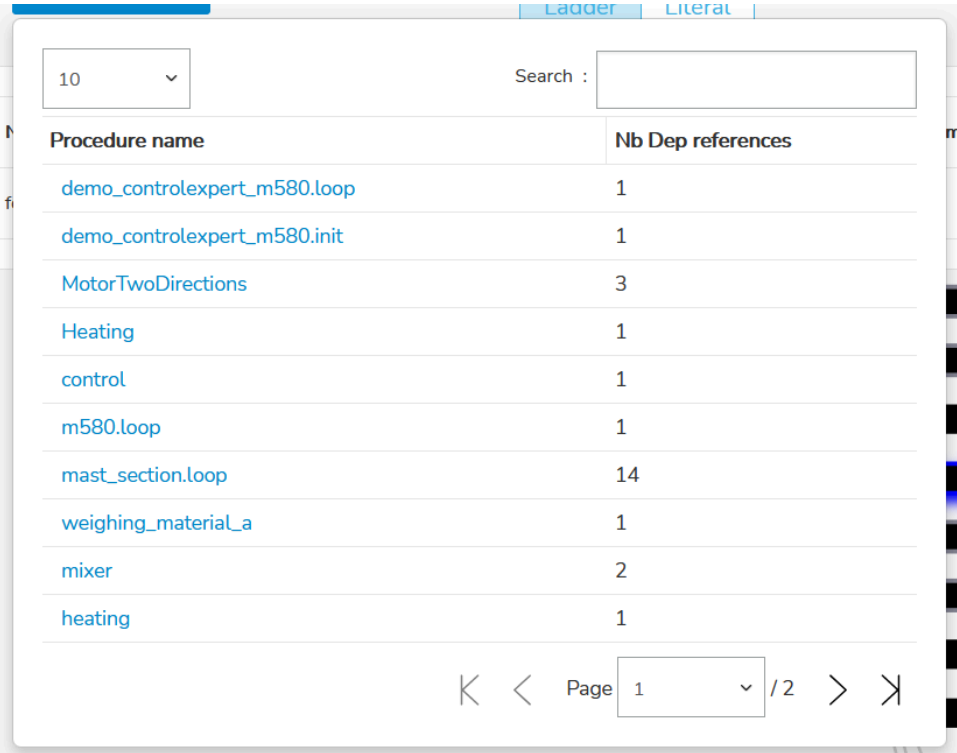 Ladder Literal
10 Search :
Procedure name Nb Dep references
demo_controlexpert_m580.loop 1
demo_controlexpert_m580.init 1
MotorTwoDirections 3
Heating 1
control 1
m580.loop 1
mast_section.loop 14
weighing_material_a 1
mixer 2
heating 1
Page 1 / 2